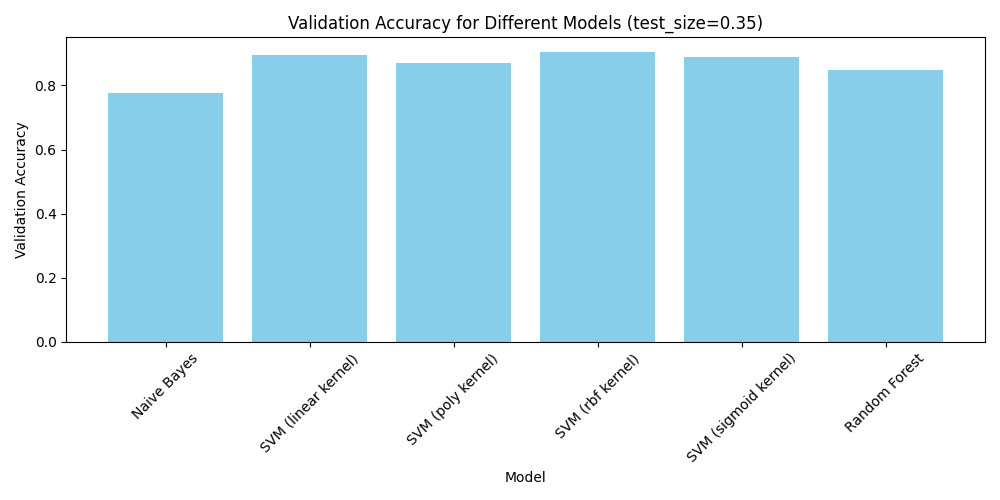 Validation Accuracy for Different Models (test_size=0.35)
Validation Accuracy
0.8
0.6
0.4
0.2
0.0
Naive Bayes
SVM (linear kernel)
SVM (poly kernel)
SVM (rbf kernel)
SVM (sigmoid kernel)
Random Forest
Model